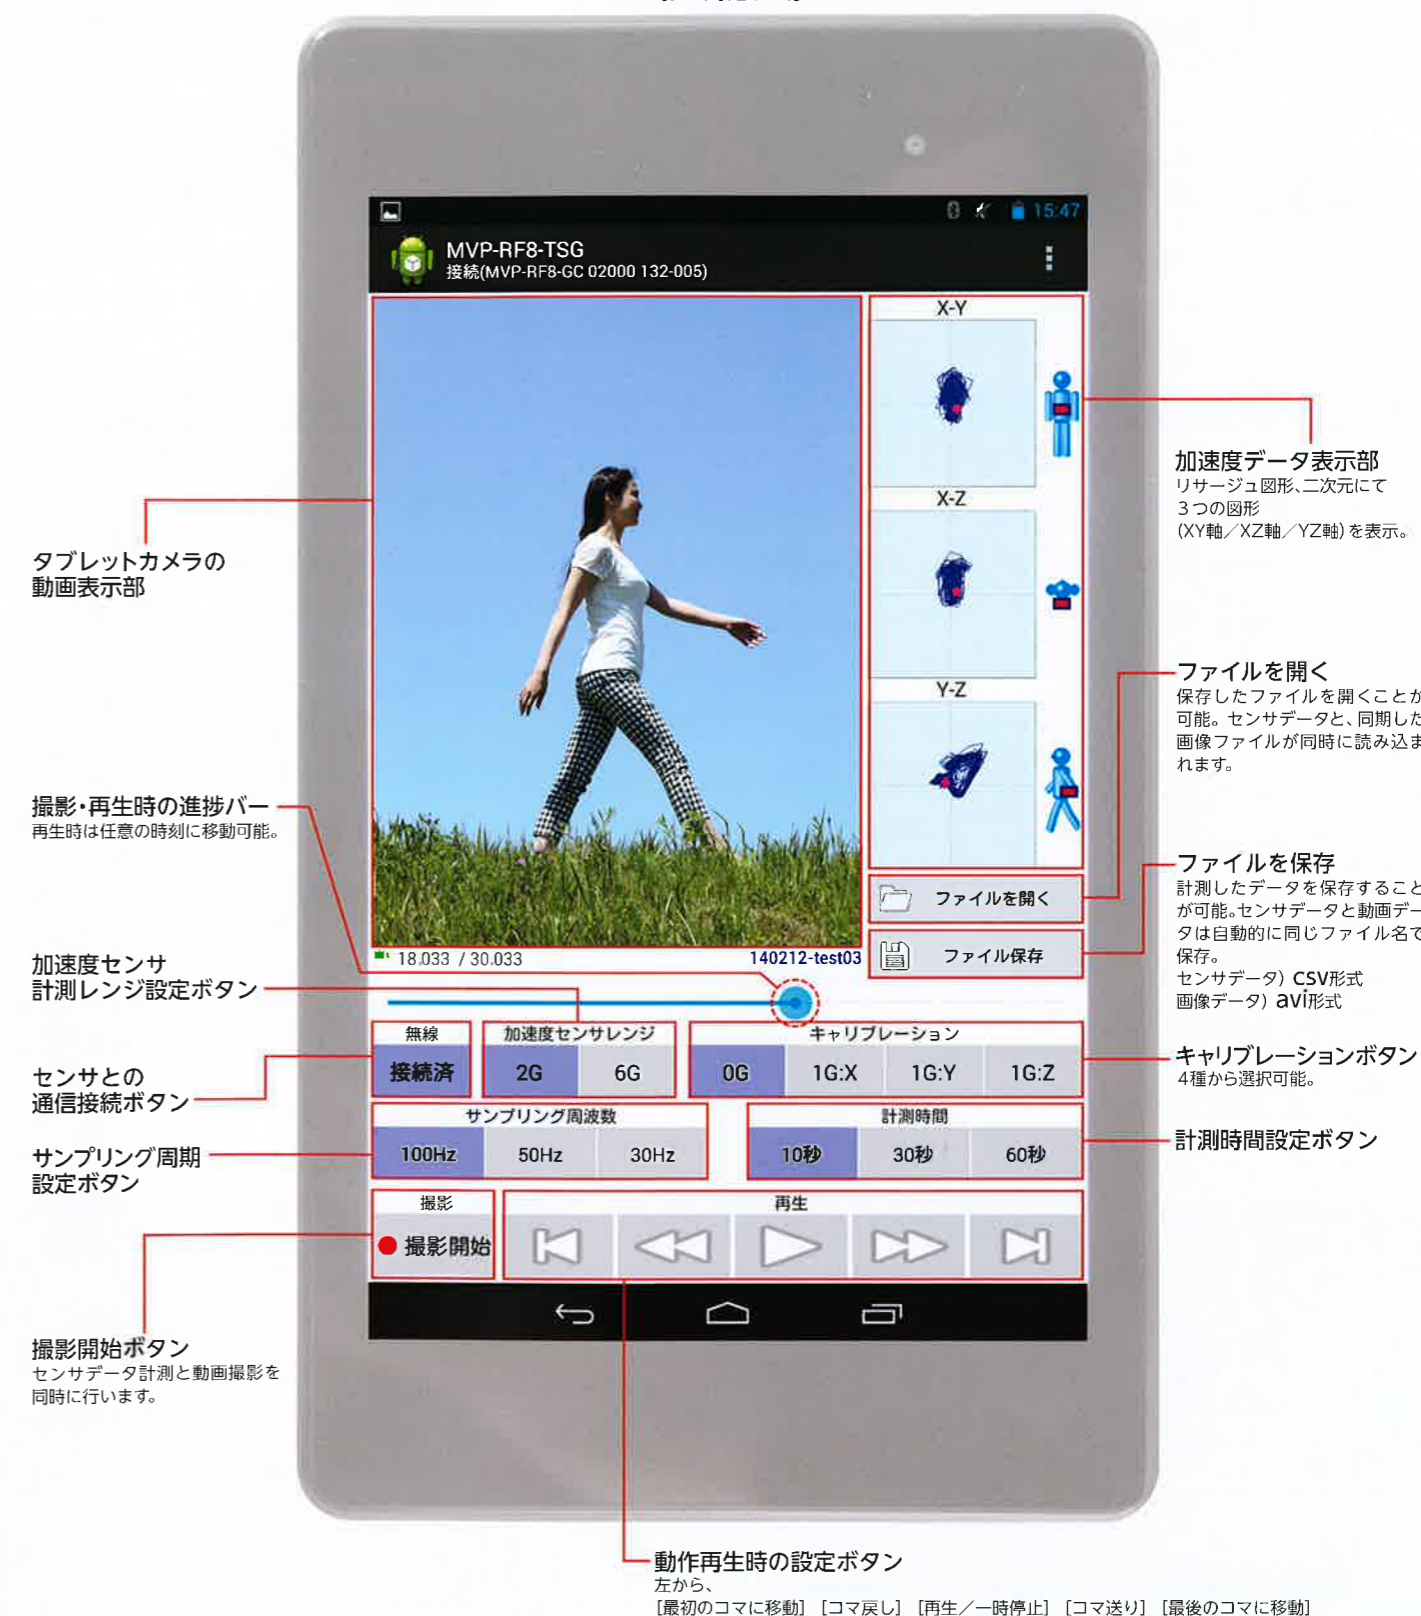 15:47
MVP-RF8-TSG
接続(MVP-RF8-GC 02000 132-005)
X-Y
X-Z
Y-Z
加速度データ表示部
リサージュ図形、二次元にて
3つの図形
(XY軸/XZ軸/YZ軸)を表示。
タブレットカメラの
動画表示部
ファイルを開く
保存したファイルを開くことが
可能。センサデータと、同期した
画像ファイルが同時に読み込ま
れます。
撮影・再生時の進捗バー
再生時は任意の時刻に移動可能。
ファイルを保存
計測したデータを保存すること
が可能。センサデータと動画デー
タは自動的に同じファイル名で
保存。
センサデータ) CSV形式
画像データ) avi形式
ファイルを開く
ファイル保存
18.033 / 30.033
140212-test03
加速度センサ
計測レンジ設定ボタン
無線
接続済
加速度センサレンジ
2G 6G
キャリブレーション
0G 1G:X 1G:Y 1G:Z
キャリブレーションボタン
4種から選択可能。
センサとの
通信接続ボタン
サンプリング周波数
100Hz 50Hz 30Hz
計測時間
10秒 30秒 60秒
計測時間設定ボタン
サンプリング周期
設定ボタン
撮影
撮影開始
再生
撮影開始ボタン
センサデータ計測と動画撮影を
同時に行います。
動作再生時の設定ボタン
左から、
[最初のコマに移動] [コマ戻し] [再生/一時停止] [コマ送り] [最後のコマに移動]